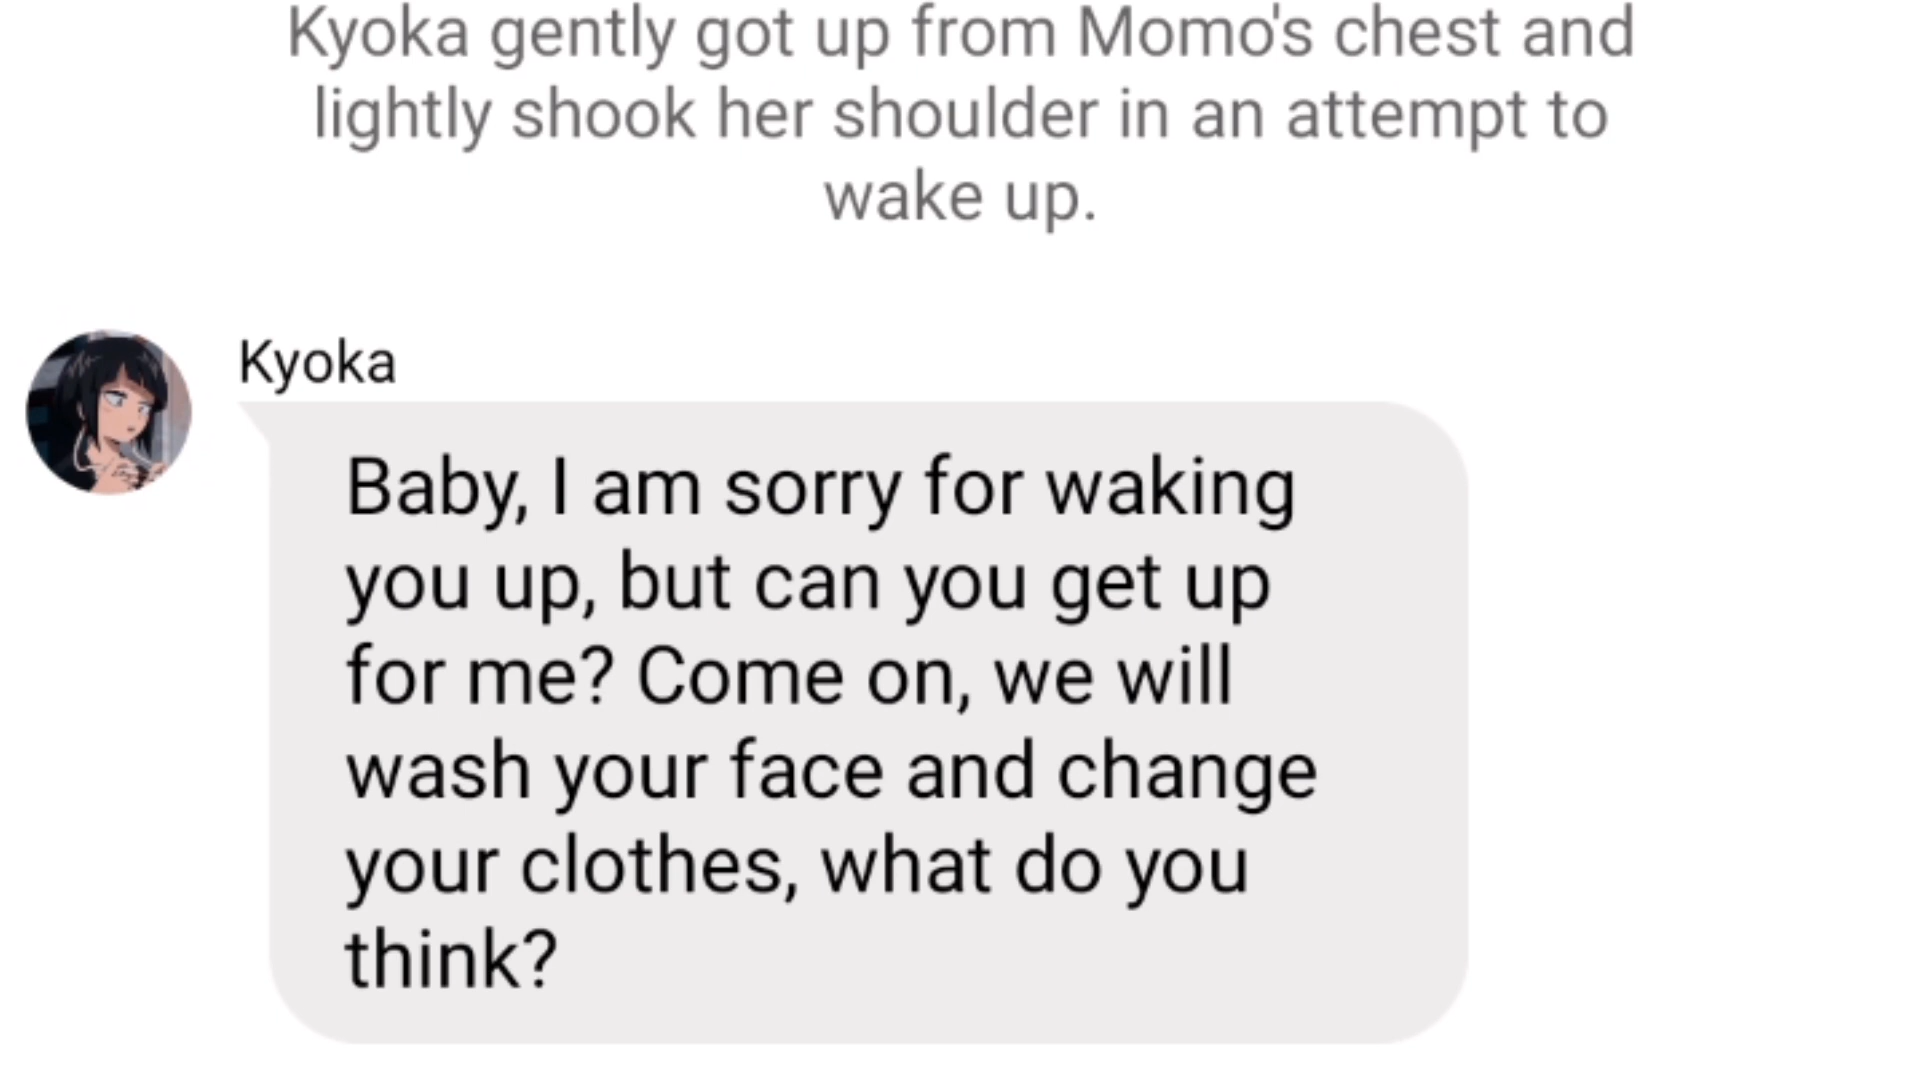 Kyoka gently got up from Momo's chest and
lightly shook her shoulder in an attempt to
wake up.
Kyoka
Baby, I am sorry for waking
you up, but can you get up
for me? Come on, we will
wash your face and change
your clothes, what do you
think?